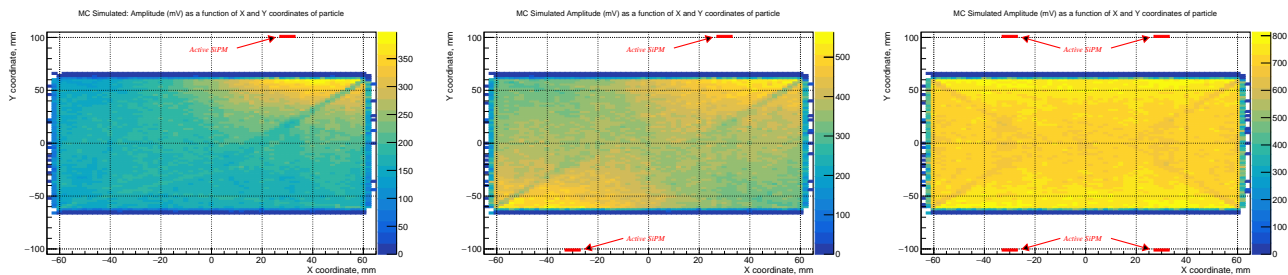 MC Simulated: Amplitude (mV) as a function of X and Y coordinates of particle
Y coordinate, mm
100
50
0
−50
−100
Active SiPM
−60 −40 −20 0 20 40 60
X coordinate, mm
350
300
250
200
150
100
50
0
MC Simulated Amplitude (mV) as a function of X and Y coordinates of particle
Y coordinate, mm
100
50
0
−50
−100
Active SiPM
Active SiPM
−60 −40 −20 0 20 40 60
X coordinate, mm
500
400
300
200
100
0
MC Simulated Amplitude (mV) as a function of X and Y coordinates of particle
Y coordinate, mm
100
50
0
−50
−100
Active SiPM
Active SiPM
−60 −40 −20 0 20 40 60
X coordinate, mm
800
700
600
500
400
300
200
100
0